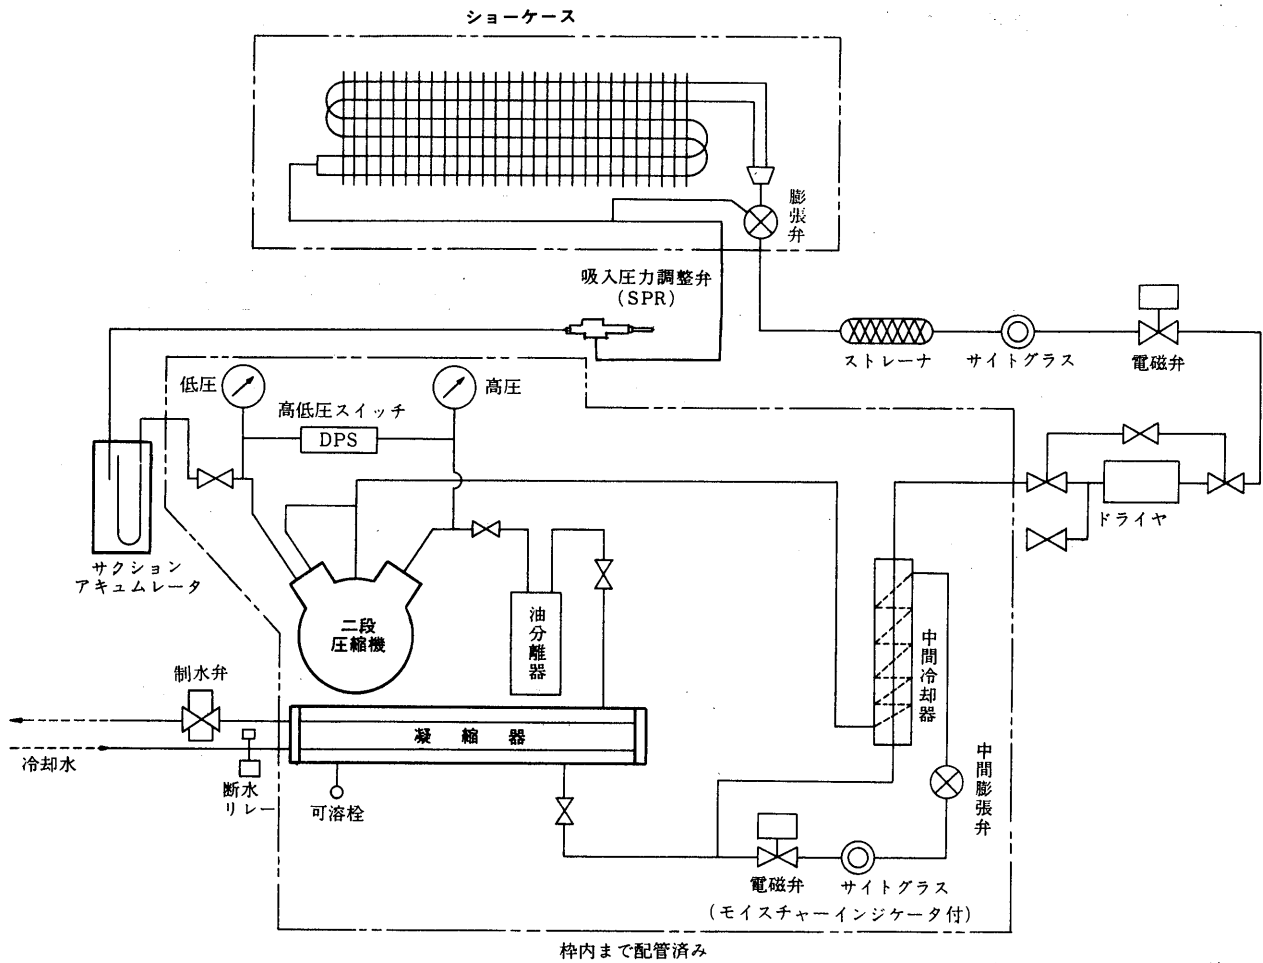 ショーケース
膨張弁
吸入圧力調整弁
(SPR)
ストレーナ
サイトグラス
電磁弁
低圧
高圧
高低圧スイッチ
DPS
ドライヤ
サクション
アキュムレータ
二段
圧縮機
油分離器
中間冷却器
制水弁
凝縮器
冷却水
断水
リレー
可溶栓
中間膨張弁
電磁弁
サイトグラス
(モイスチャーインジケータ付)
枠内まで配管済み